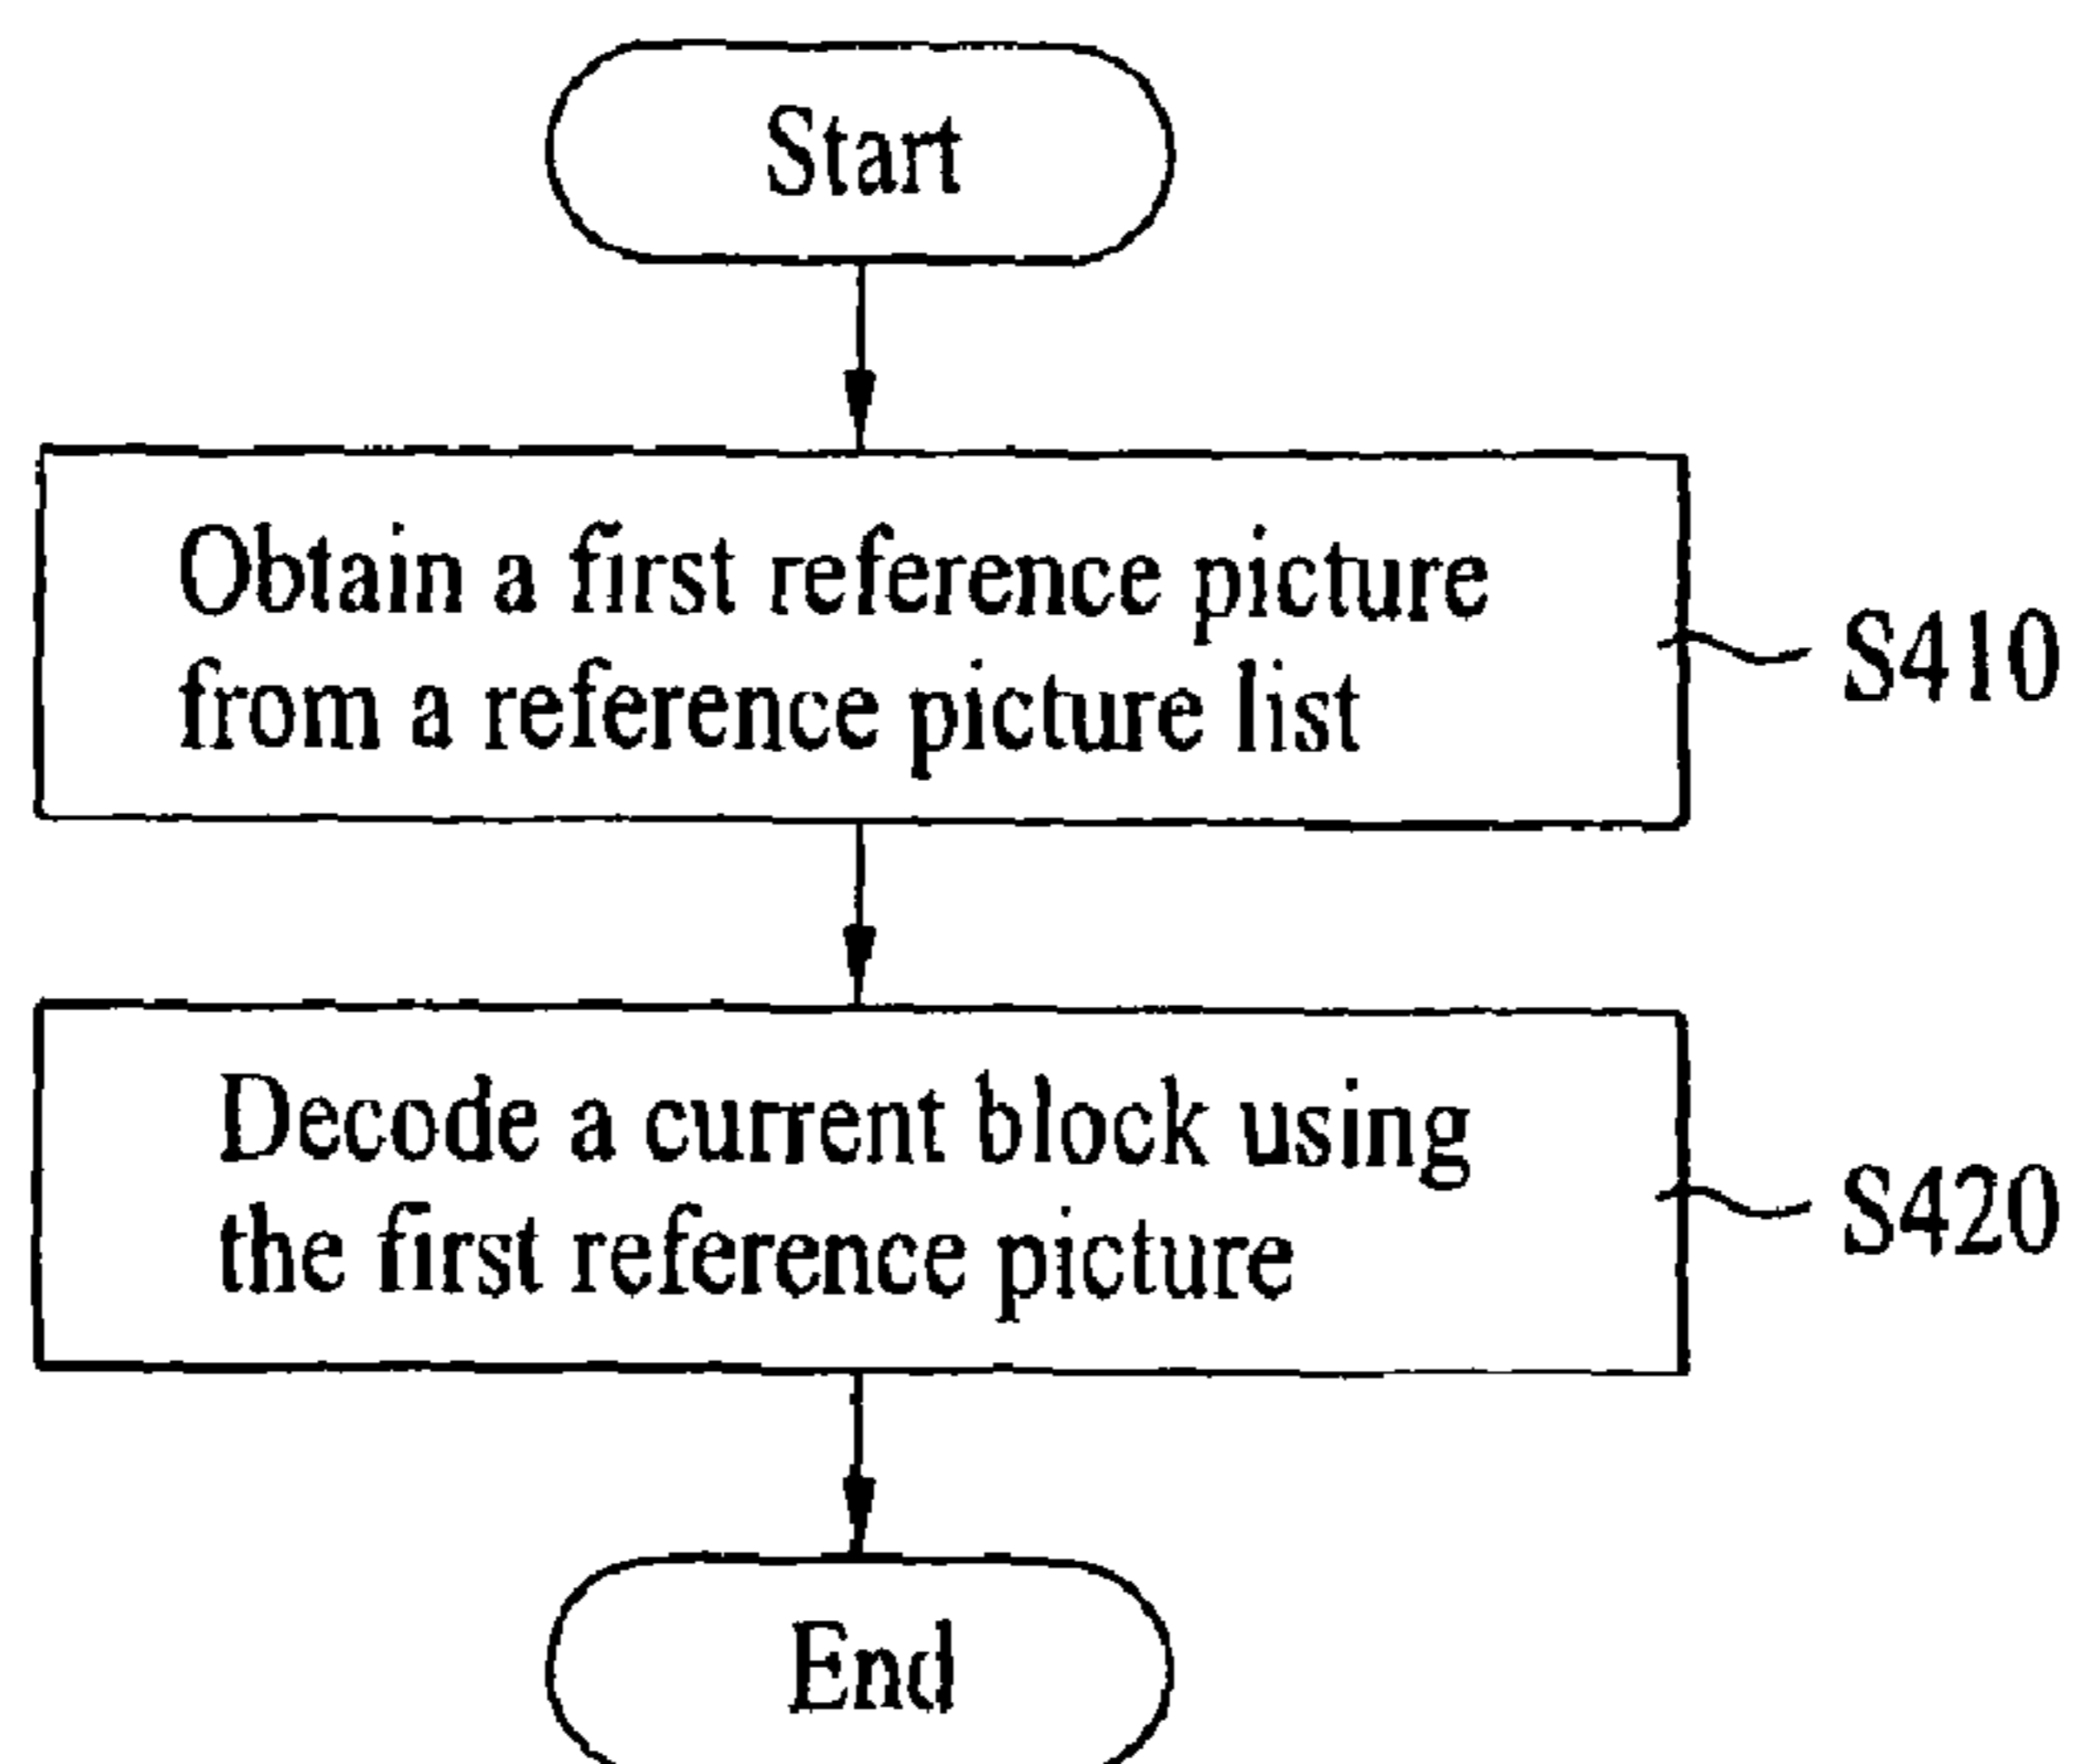 Start
Obtain a first reference picture
from a reference picture list
S410
Decode a current block using
the first reference picture
S420
End